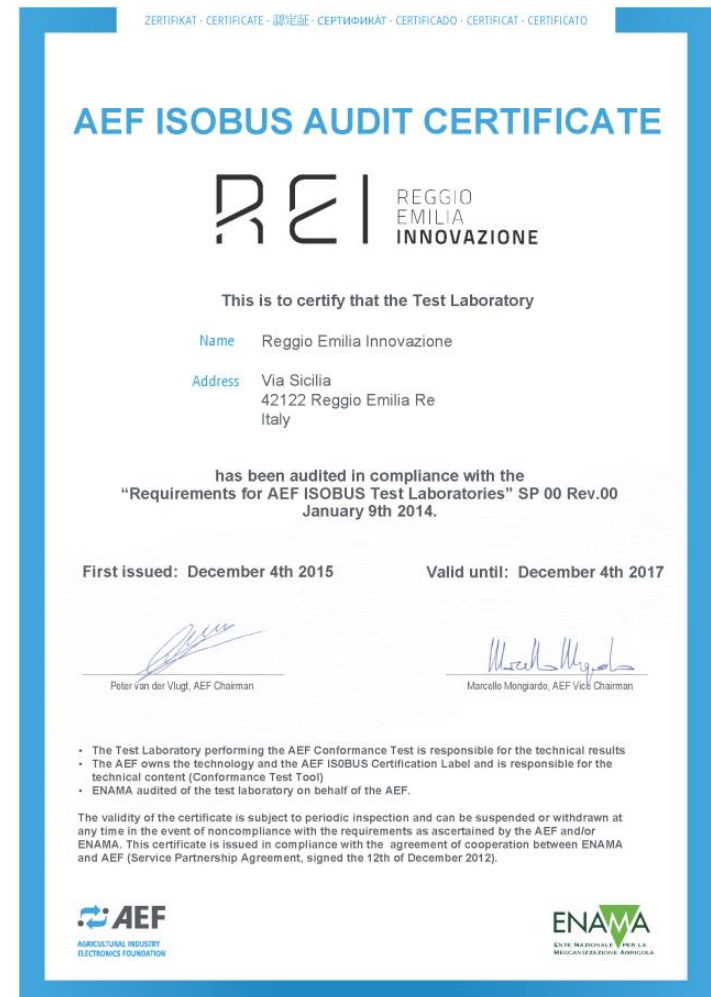 ZERTIFIKAT · CERTIFICATE · 認定証 · СЕРТИФИКАТ · CERTIFICADO · CERTIFICAT · CERTIFICATO
AEF ISOBUS AUDIT CERTIFICATE
REI
REGGIO
EMILIA
INNOVAZIONE
This is to certify that the Test Laboratory
Name Reggio Emilia Innovazione
Address Via Sicilia
42122 Reggio Emilia Re
Italy
has been audited in compliance with the
“Requirements for AEF ISOBUS Test Laboratories” SP 00 Rev.00
January 9th 2014.
First issued: December 4th 2015 Valid until: December 4th 2017
Peter van der Vlugt, AEF Chairman Marcello Mongiardo, AEF Vice Chairman
· The Test Laboratory performing the AEF Conformance Test is responsible for the technical results
· The AEF owns the technology and the AEF ISOBUS Certification Label and is responsible for the
technical content (Conformance Test Tool)
· ENAMA audited of the test laboratory on behalf of the AEF.
The validity of the certificate is subject to periodic inspection and can be suspended or withdrawn at
any time in the event of noncompliance with the requirements as ascertained by the AEF and/or
ENAMA. This certificate is issued in compliance with the agreement of cooperation between ENAMA
and AEF (Service Partnership Agreement, signed the 12th of December 2012).
AEF
AGRICULTURAL INDUSTRY
ELECTRONICS FOUNDATION
ENAMA
ENTE NAZIONALE PER LA
MECCANIZZAZIONE AGRICOLA